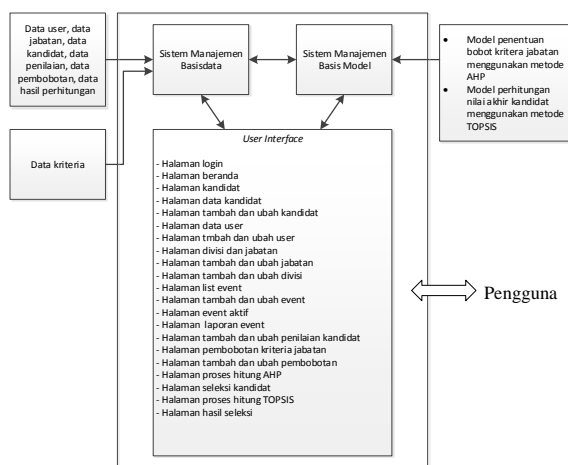 Data user, data
jabatan, data
kandidat, data
penilaian, data
pembobotan, data
hasil perhitungan
Data kriteria
Sistem Manajemen
Basisdata
Sistem Manajemen
Basis Model
• Model penentuan
bobot kritera jabatan
menggunakan metode
AHP
• Model perhitungan
nilai akhir kandidat
menggunakan metode
TOPSIS
User Interface
- Halaman login
- Halaman beranda
- Halaman kandidat
- Halaman data kandidat
- Halaman tambah dan ubah kandidat
- Halaman data user
- Halaman tmbah dan ubah user
- Halaman divisi dan jabatan
- Halaman tambah dan ubah jabatan
- Halaman tambah dan ubah divisi
- Halaman list event
- Halaman tambah dan ubah event
- Halaman event aktif
- Halaman laporan event
- Halaman tambah dan ubah penilaian kandidat
- Halaman pembobotan kriteria jabatan
- Halaman tambah dan ubah pembobotan
- Halaman proses hitung AHP
- Halaman seleksi kandidat
- Halaman proses hitung TOPSIS
- Halaman hasil seleksi
Pengguna